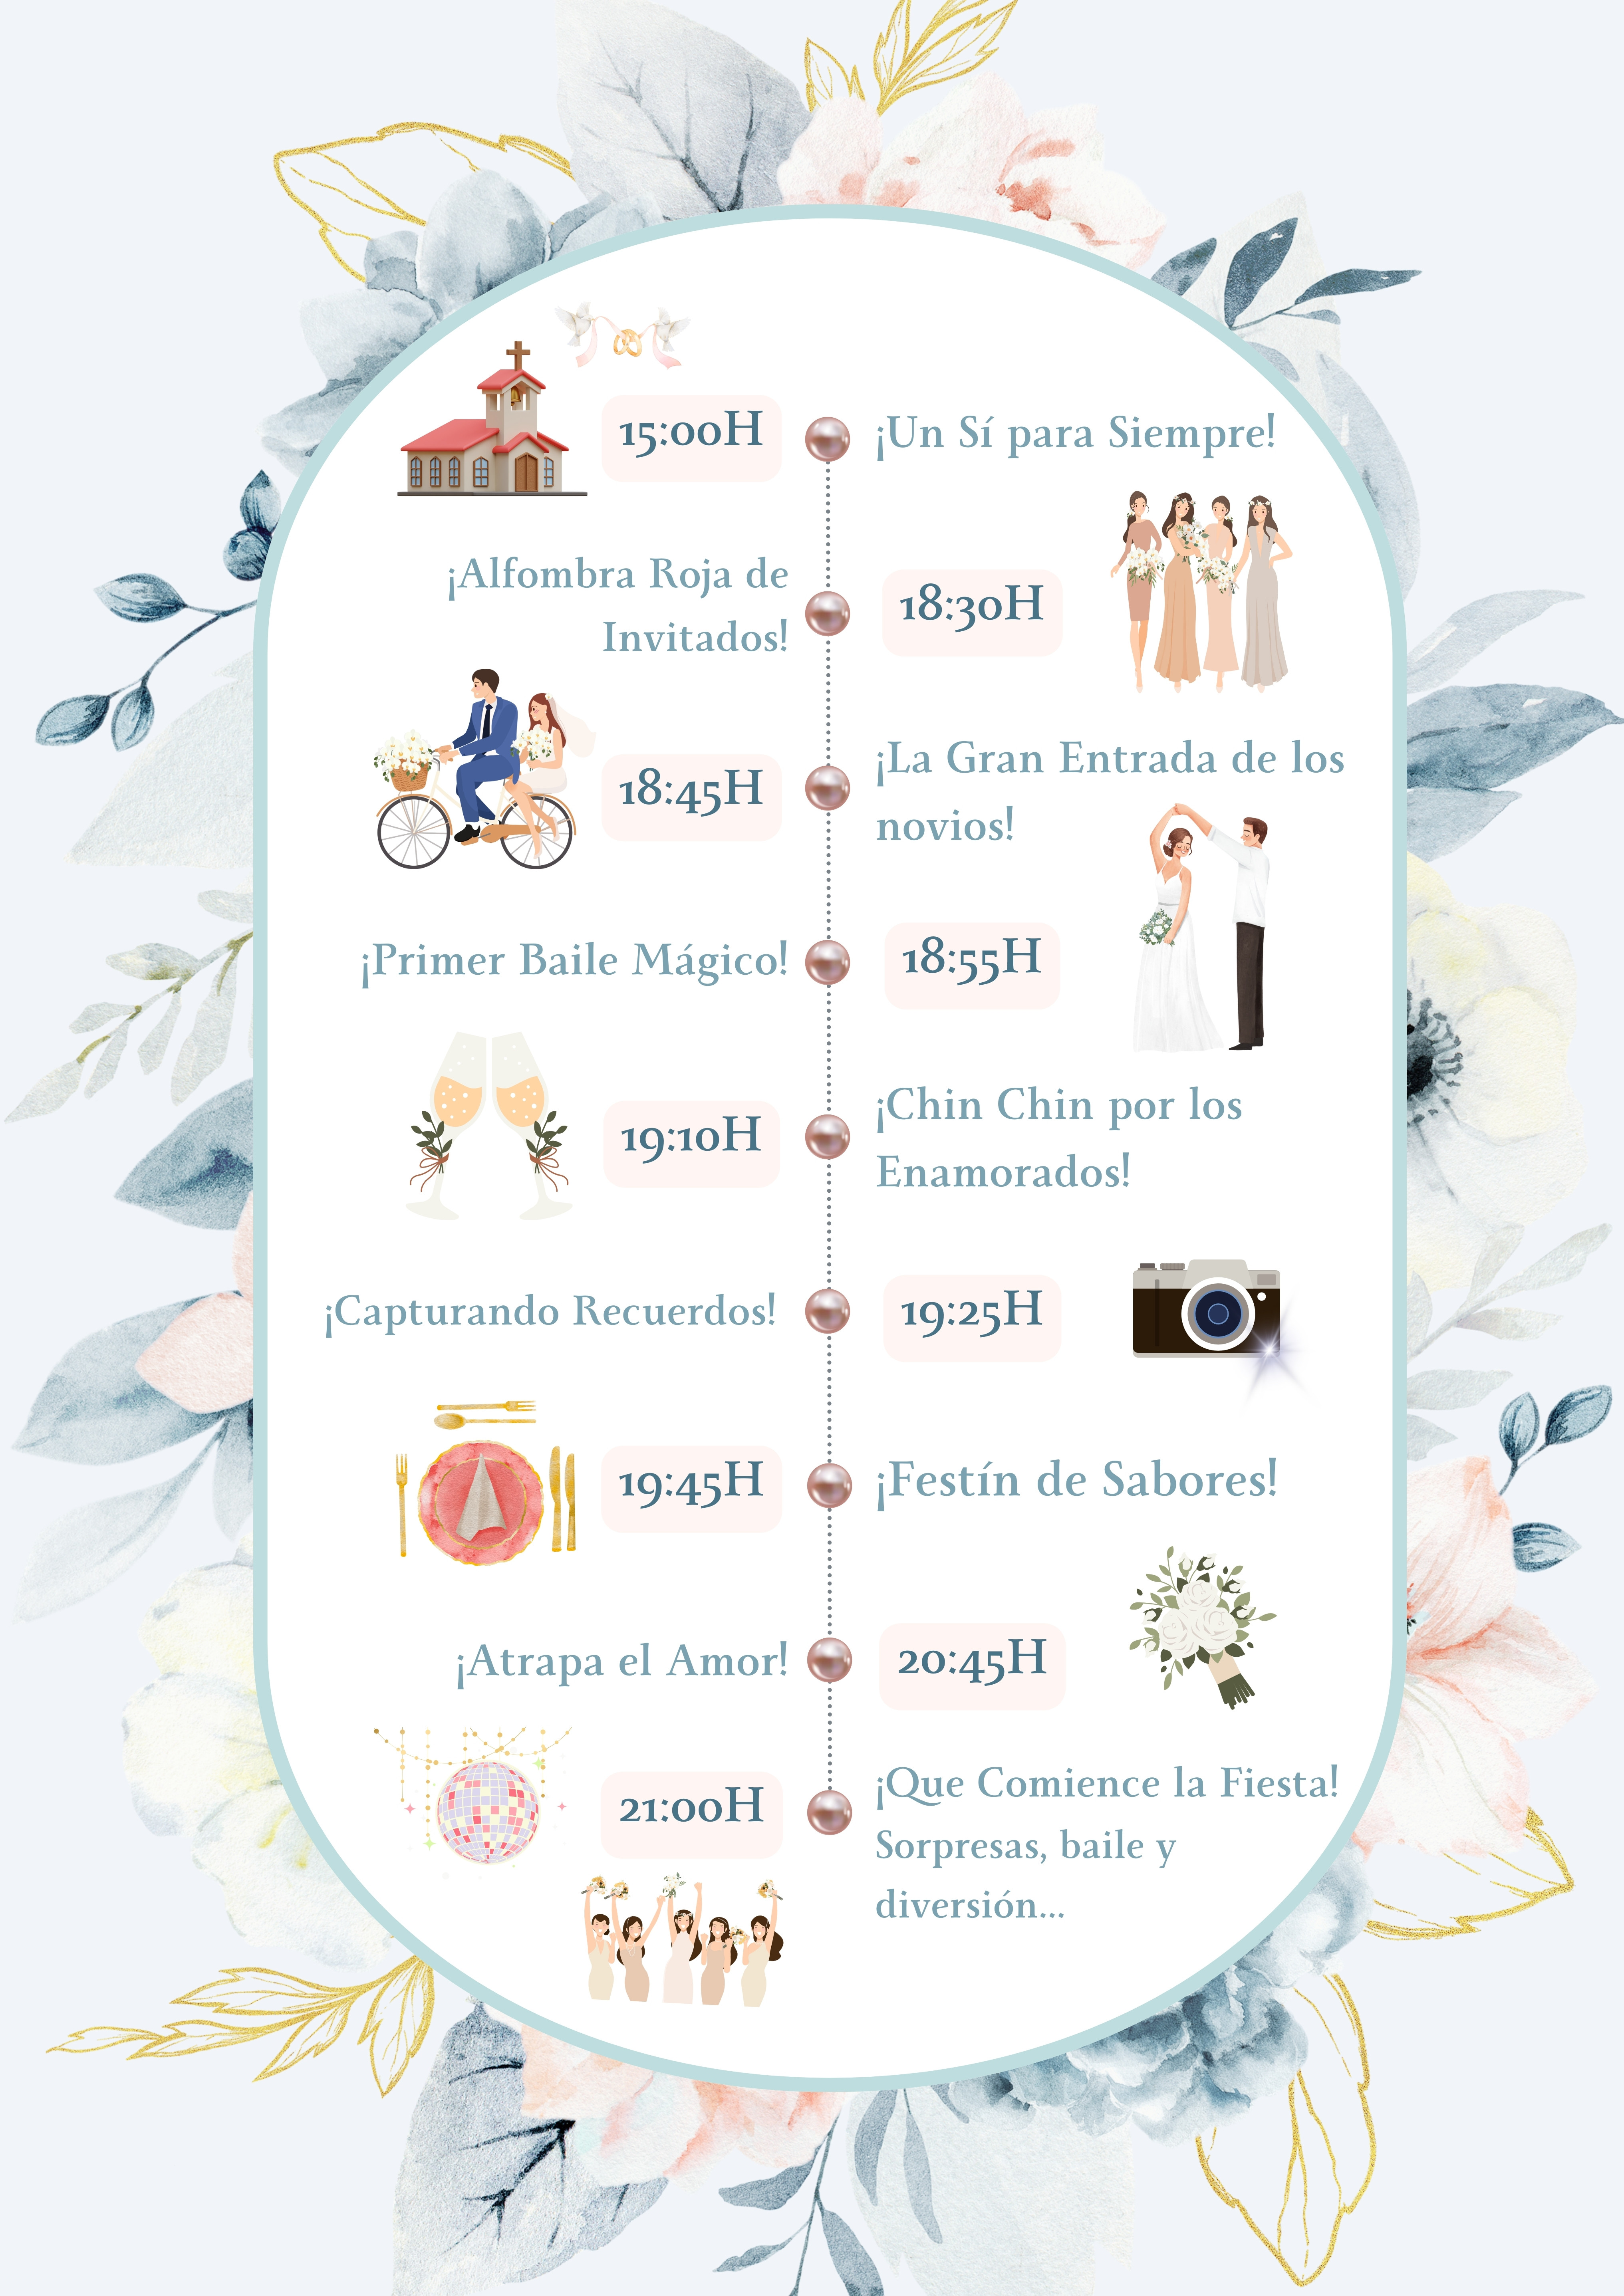 15:00H
¡Un Sí para Siempre!
¡Alfombra Roja de
Invitados!
18:30H
18:45H
¡La Gran Entrada de los
novios!
¡Primer Baile Mágico!
18:55H
19:10H
¡Chin Chin por los
Enamorados!
¡Capturando Recuerdos!
19:25H
19:45H
¡Festín de Sabores!
¡Atrapa el Amor!
20:45H
21:00H
¡Que Comience la Fiesta!
Sorpresas, baile y
diversión...